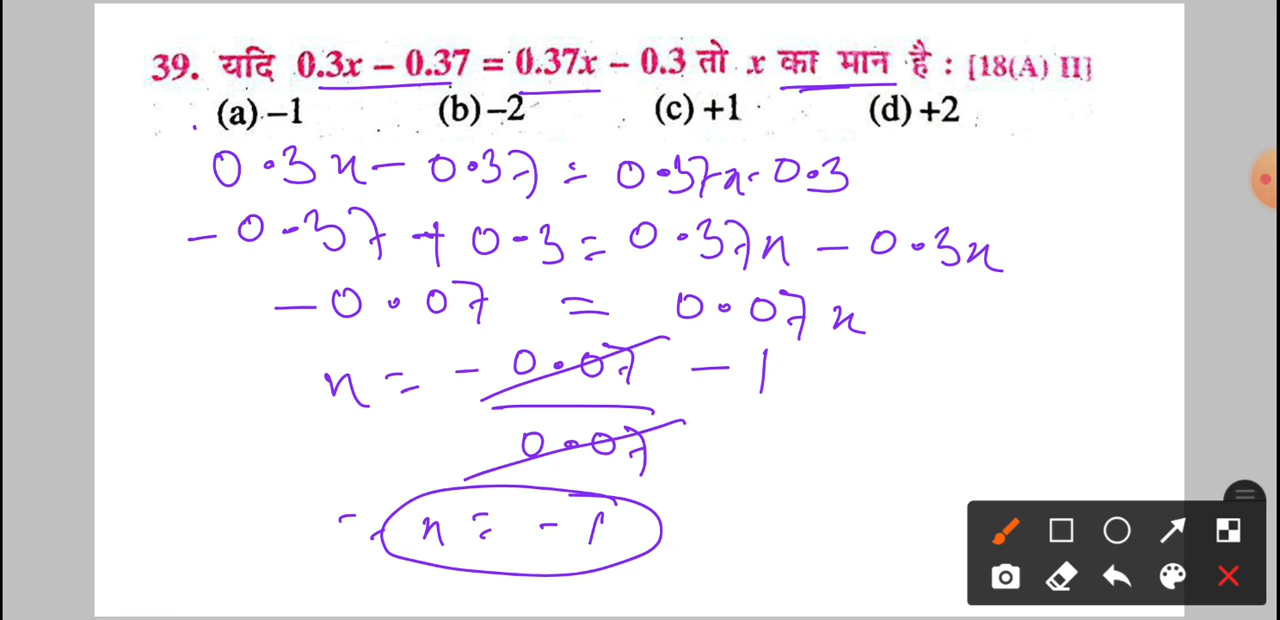 39. यदि 0.3x – 0.37 = 0.37x – 0.3 तो x का मान है : [18(A) II]
(a) –1 (b) –2 (c) +1 (d) +2
0.3x – 0.37 = 0.37x – 0.3
– 0.37 + 0.3 = 0.37x – 0.3x
– 0.07 = 0.07x
x = – 0.07 – 1
0.07
x = – 1